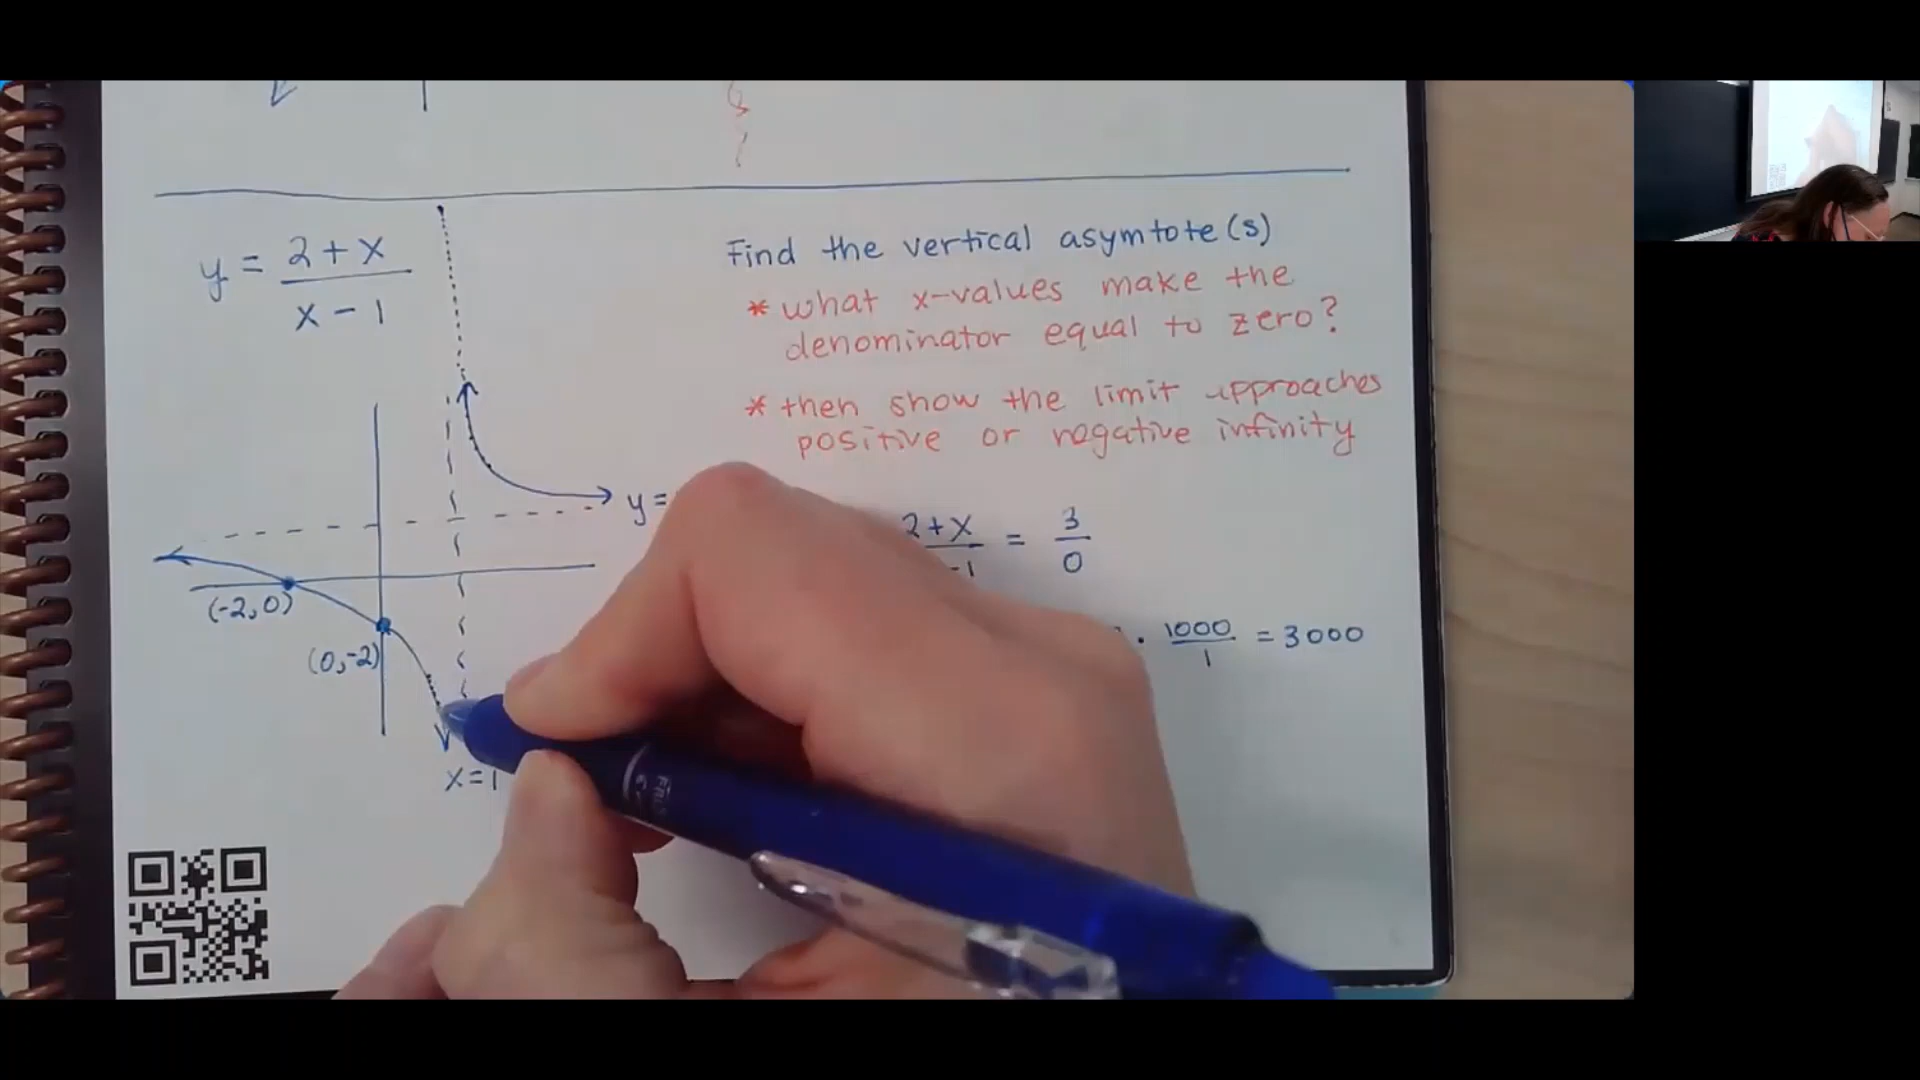 y = 2 + x / x - 1
Find the vertical asymtote(s)
* what x-values make the
denominator equal to zero?
* then show the limit approaches
positive or negative infinity
y =
2+x / -1 = 3/0
(-2,0)
(0,-2)
. 1000/1 = 3000
x = 1